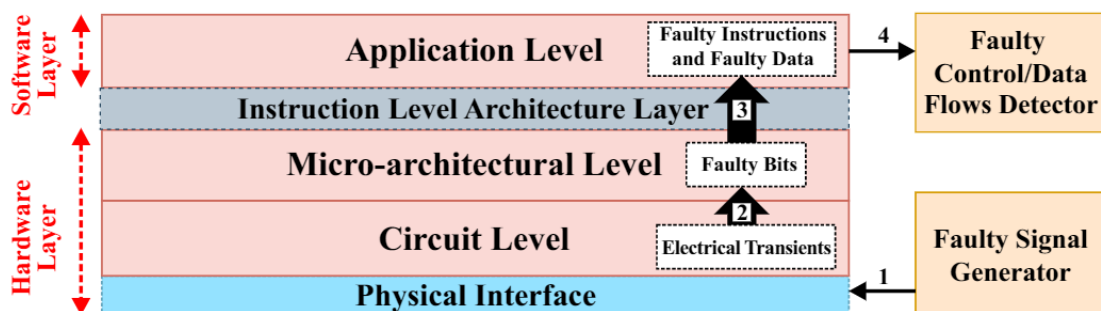 Software
Layer
Application Level
Faulty Instructions
and Faulty Data
4
Faulty
Control/Data
Flows Detector
Instruction Level Architecture Layer
3
Hardware
Layer
Micro-architectural Level
Faulty Bits
2
Circuit Level
Electrical Transients
Faulty Signal
Generator
1
Physical Interface